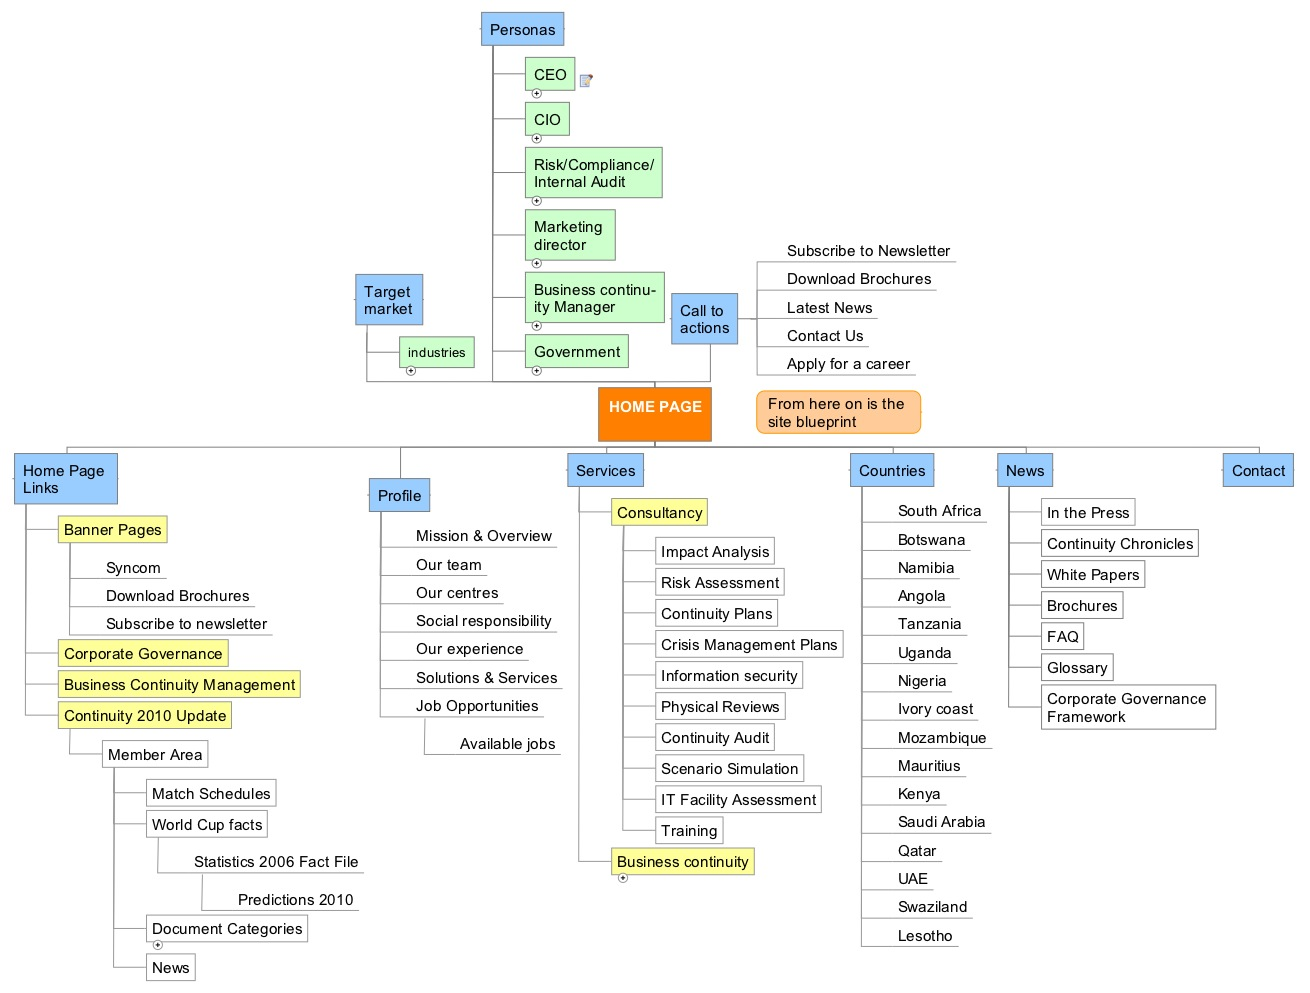 Personas
CEO
CIO
Risk/Compliance/
Internal Audit
Marketing
director
Business continu-
ity Manager
Government
Target
market
industries
Call to
actions
Subscribe to Newsletter
Download Brochures
Latest News
Contact Us
Apply for a career
HOME PAGE
From here on is the
site blueprint
Home Page
Links
Banner Pages
Syncom
Download Brochures
Subscribe to newsletter
Corporate Governance
Business Continuity Management
Continuity 2010 Update
Member Area
Match Schedules
World Cup facts
Statistics 2006 Fact File
Predictions 2010
Document Categories
News
Profile
Mission & Overview
Our team
Our centres
Social responsibility
Our experience
Solutions & Services
Job Opportunities
Available jobs
Services
Consultancy
Impact Analysis
Risk Assessment
Continuity Plans
Crisis Management Plans
Information security
Physical Reviews
Continuity Audit
Scenario Simulation
IT Facility Assessment
Training
Business continuity
Countries
South Africa
Botswana
Namibia
Angola
Tanzania
Uganda
Nigeria
Ivory coast
Mozambique
Mauritius
Kenya
Saudi Arabia
Qatar
UAE
Swaziland
Lesotho
News
In the Press
Continuity Chronicles
White Papers
Brochures
FAQ
Glossary
Corporate Governance
Framework
Contact